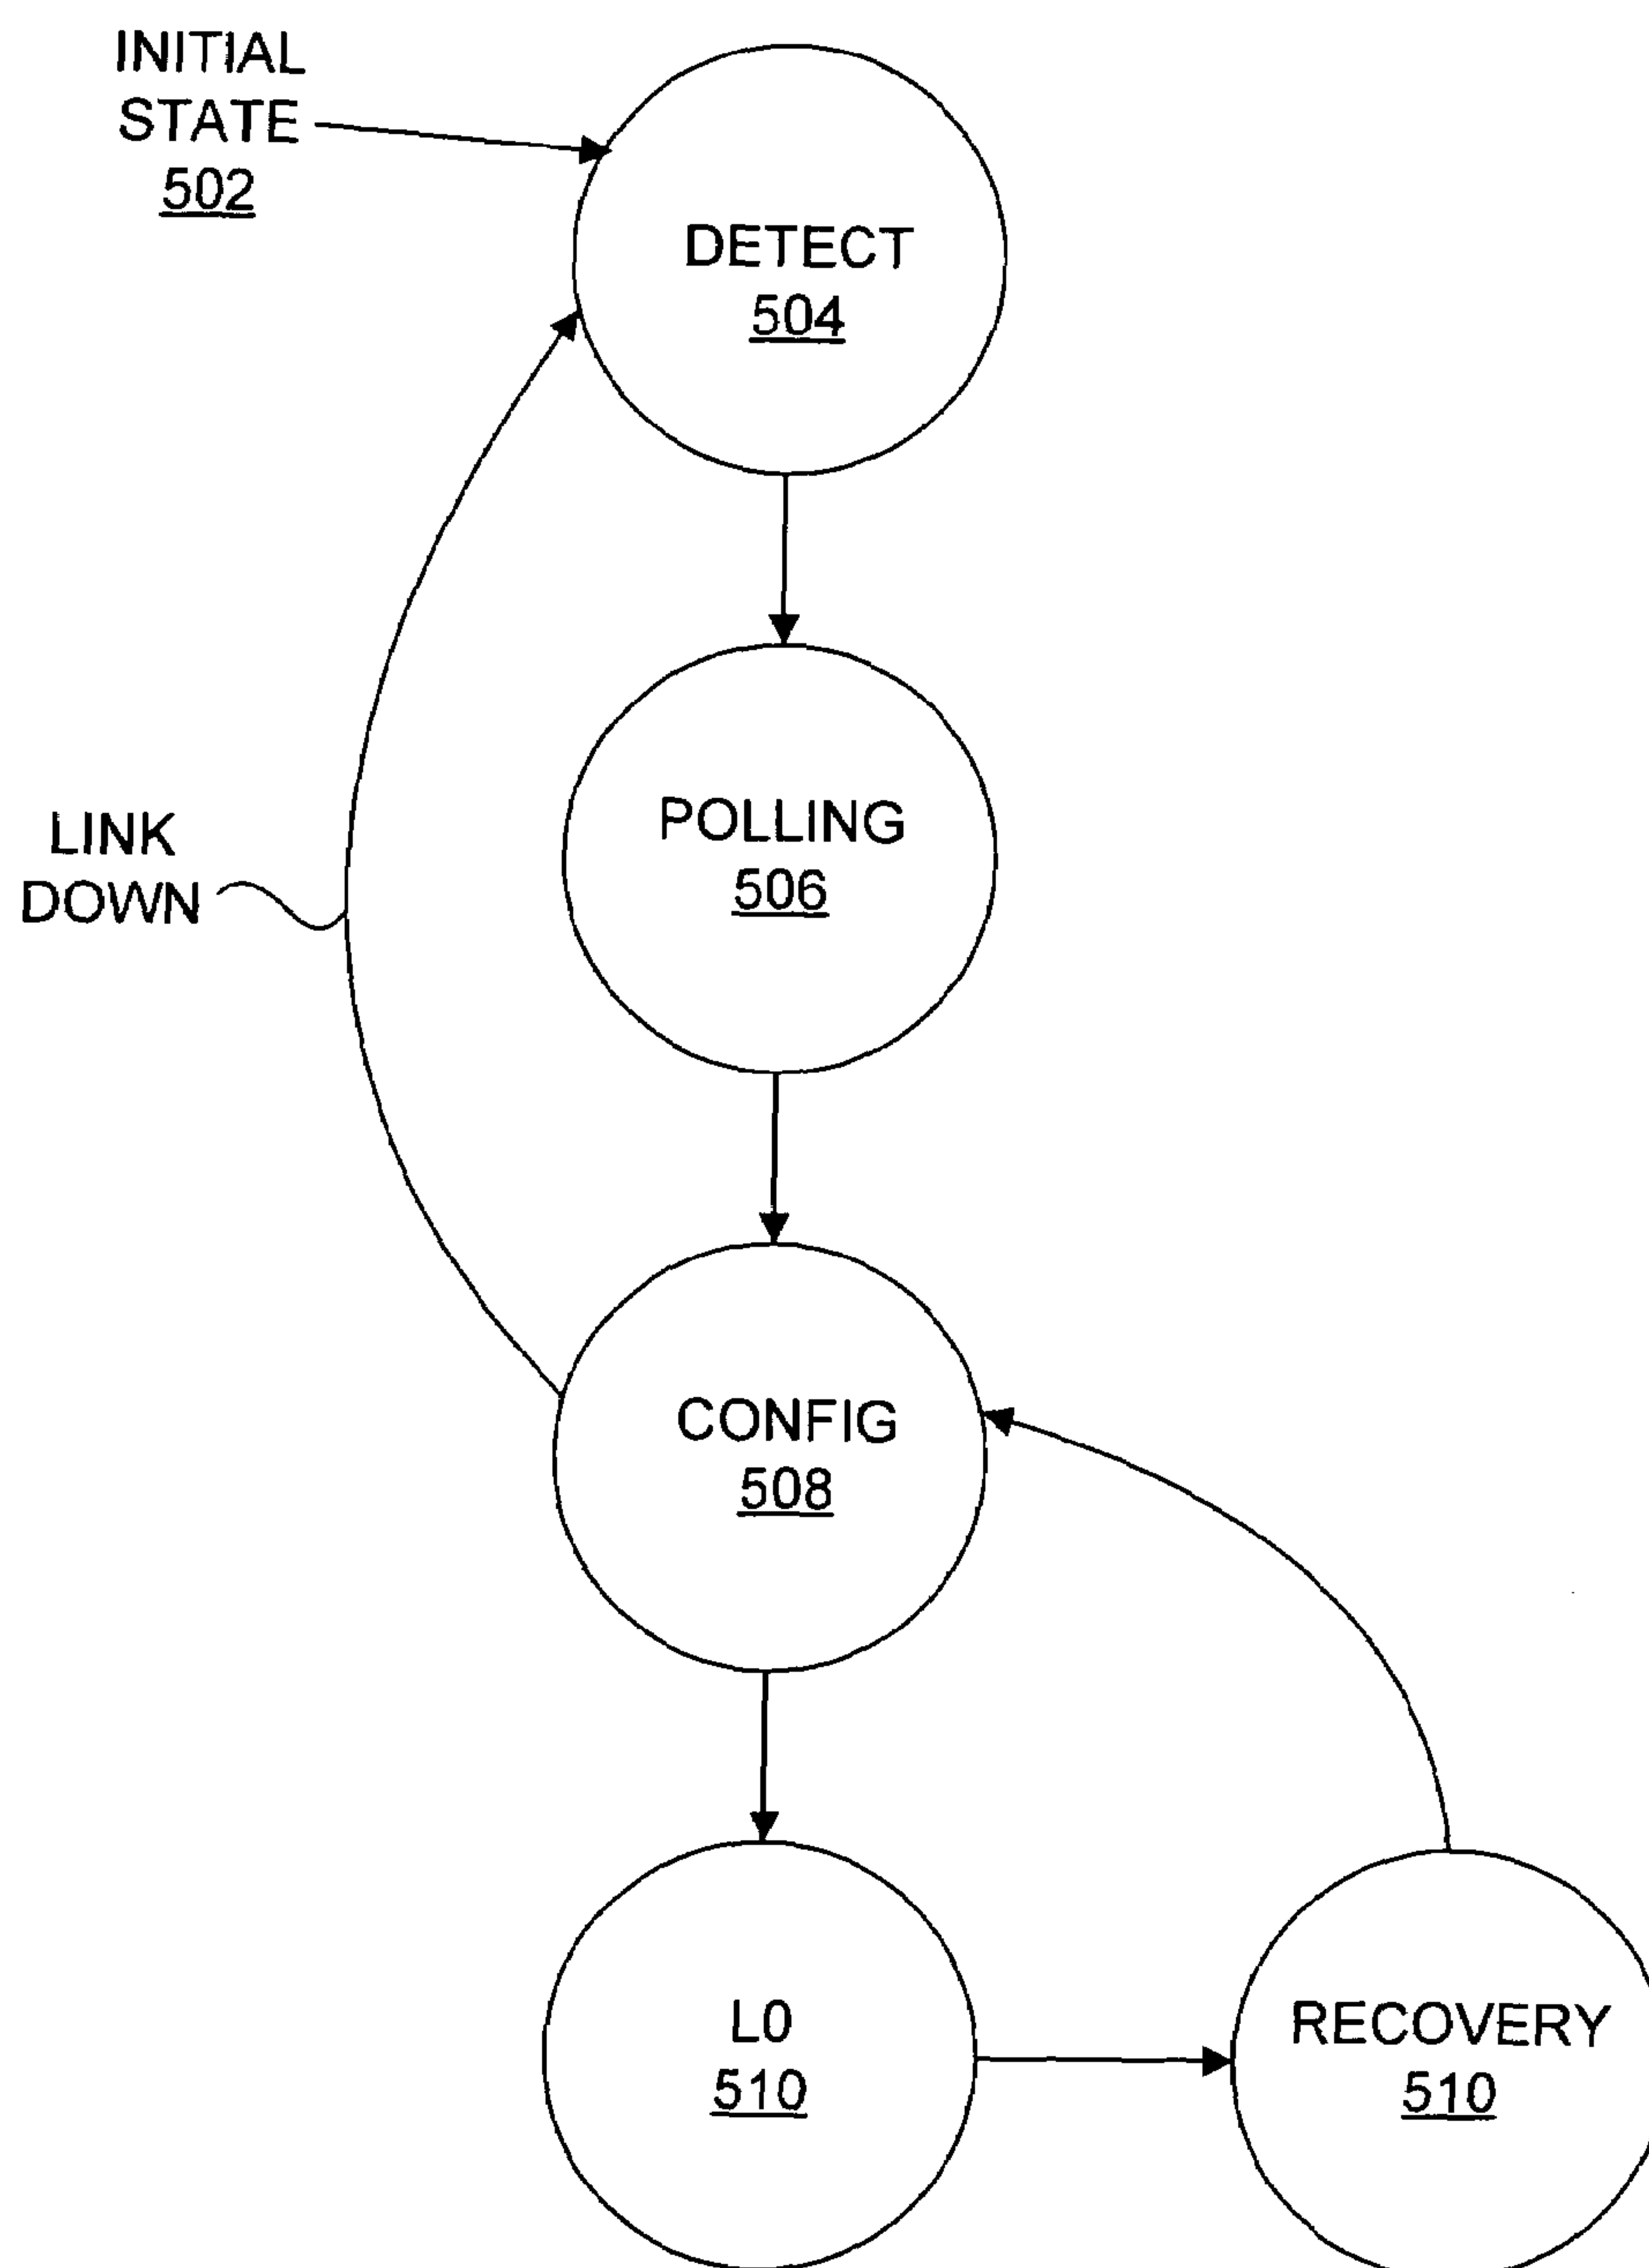 INITIAL
STATE
502
DETECT
504
POLLING
506
LINK
DOWN
CONFIG
508
L0
510
RECOVERY
510